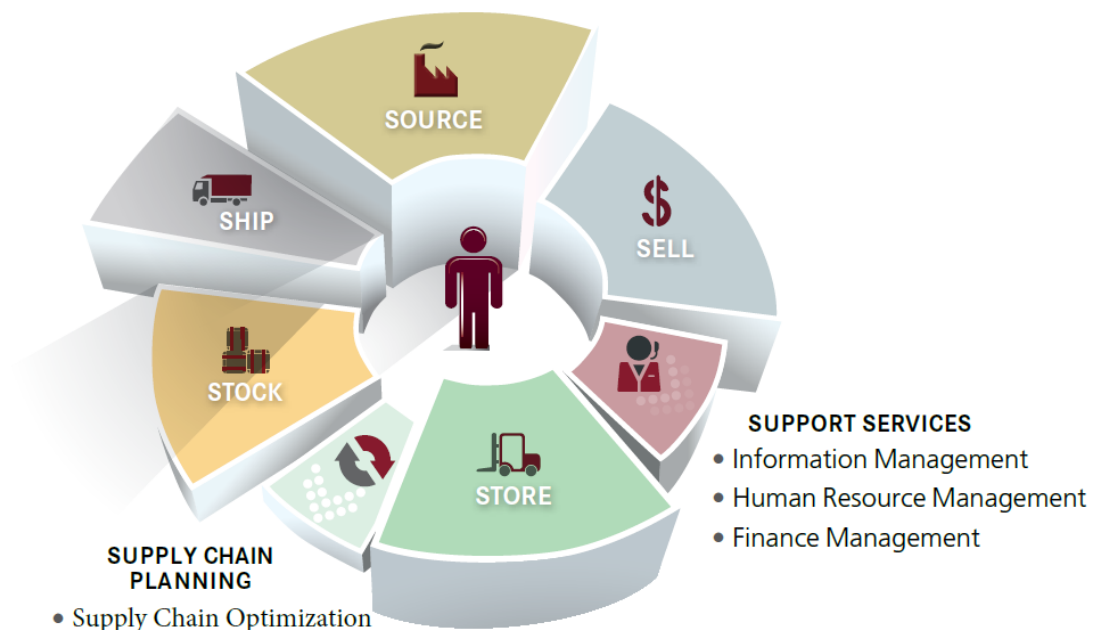 SOURCE
SHIP
$
SELL
STOCK
STORE
SUPPORT SERVICES
• Information Management
• Human Resource Management
• Finance Management
SUPPLY CHAIN
PLANNING
• Supply Chain Optimization